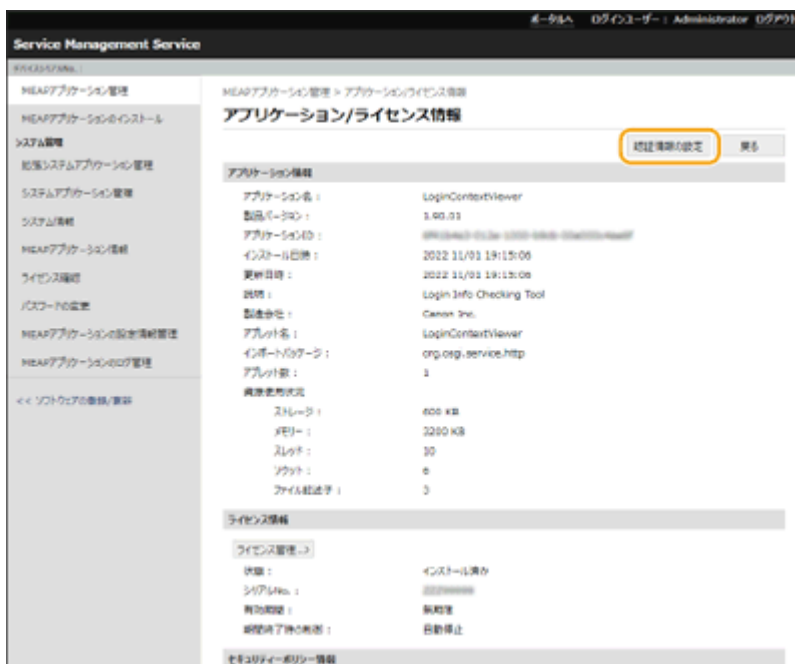 ポータルへ ログインユーザー: Administrator ログアウト
Service Management Service
デバイスシリアルNo.:
MEAPアプリケーション管理
MEAPアプリケーションのインストール
システム管理
拡張システムアプリケーション管理
システムアプリケーション管理
システム情報
MEAPアプリケーション情報
ライセンス確認
パスワードの変更
MEAPアプリケーションの設定情報管理
MEAPアプリケーションのログ管理
<< ソフトウェアの登録/更新
MEAPアプリケーション管理 > アプリケーション/ライセンス情報
アプリケーション/ライセンス情報
認証情報の設定 戻る
アプリケーション情報
アプリケーション名: LoginContextViewer
製品バージョン:
アプリケーションID:
インストール日時: 2022 11/01 19:15:06
更新日時: 2022 11/01 19:15:06
説明: Login Info Checking Tool
製造会社: Canon Inc.
アプレット名: LoginContextViewer
インポートパッケージ: org.osgi.service.http
アプレット数: 1
資源使用状況
ストレージ: 600 KB
メモリー: 3200 KB
スレッド: 10
ソケット: 6
ファイル記述子: 3
ライセンス情報
ライセンス管理...>
状態: インストール済み
シリアルNo.:
有効期間: 無期限
期間終了時の制御: 自動停止
セキュリティーポリシー情報